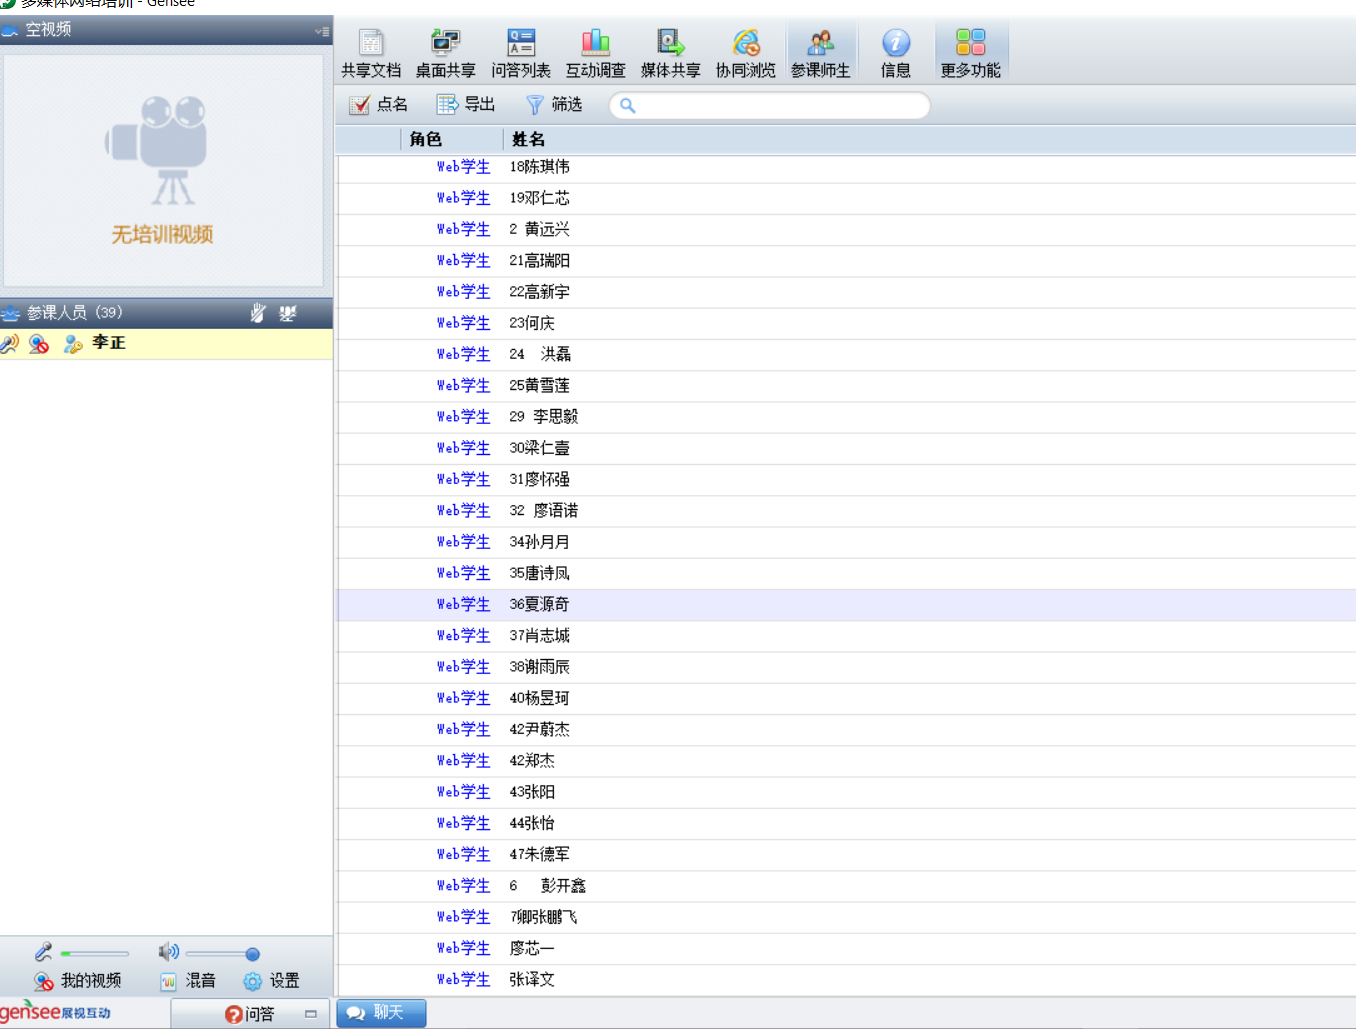 多媒体网络培训 - Gensee
空视频
无培训视频
参课人员 (39)
李正
我的视频 混音 设置
gensee展视互动 问答
共享文档 桌面共享 问答列表 互动调查 媒体共享 协同浏览 参课师生 信息 更多功能
点名 导出 筛选
角色 姓名
Web学生 18陈琪伟
Web学生 19邓仁芯
Web学生 2 黄远兴
Web学生 21高瑞阳
Web学生 22高新宇
Web学生 23何庆
Web学生 24 洪磊
Web学生 25黄雪莲
Web学生 29 李思毅
Web学生 30梁仁壹
Web学生 31廖怀强
Web学生 32 廖语诺
Web学生 34孙月月
Web学生 35唐诗凤
Web学生 36夏源奇
Web学生 37肖志城
Web学生 38谢雨辰
Web学生 40杨昱珂
Web学生 42尹蔚杰
Web学生 42郑杰
Web学生 43张阳
Web学生 44张怡
Web学生 47朱德军
Web学生 6 彭开鑫
Web学生 7卿张鹏飞
Web学生 廖芯一
Web学生 张译文
聊天